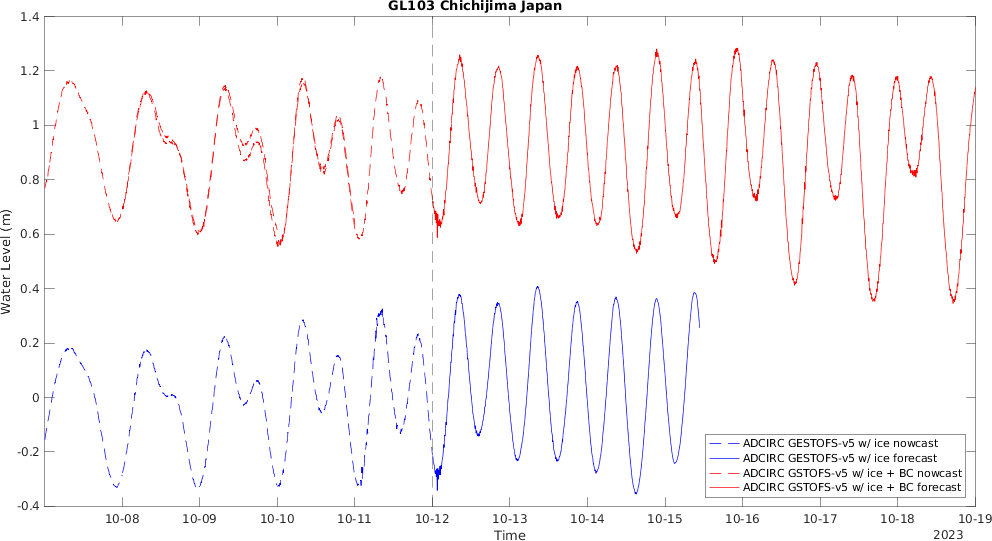 GL103 Chichijima Japan
Water Level (m)
1.4
1.2
1
0.8
0.6
0.4
0.2
0
-0.2
-0.4
ADCIRC GESTOFS-v5 w/ ice nowcast
ADCIRC GESTOFS-v5 w/ ice forecast
ADCIRC GSTOFS-v5 w/ ice + BC nowcast
ADCIRC GSTOFS-v5 w/ ice + BC forecast
10-08 10-09 10-10 10-11 10-12 10-13 10-14 10-15 10-16 10-17 10-18 10-19
Time
2023